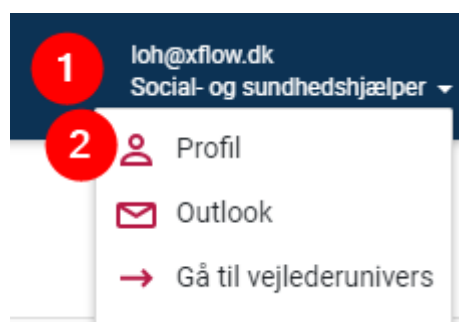 1
loh@xflow.dk
Social- og sundhedshjælper
2
Profil
Outlook
Gå til vejlederunivers